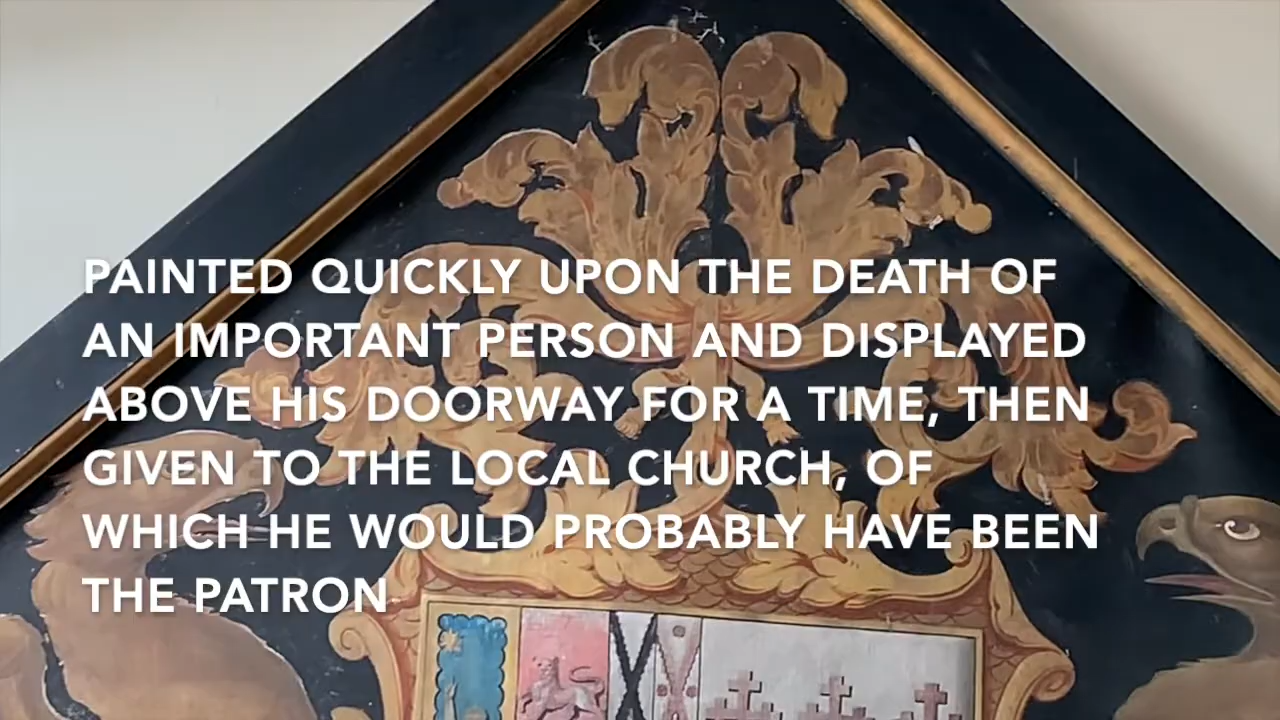 PAINTED QUICKLY UPON THE DEATH OF
AN IMPORTANT PERSON AND DISPLAYED
ABOVE HIS DOORWAY FOR A TIME, THEN
GIVEN TO THE LOCAL CHURCH, OF
WHICH HE WOULD PROBABLY HAVE BEEN
THE PATRON